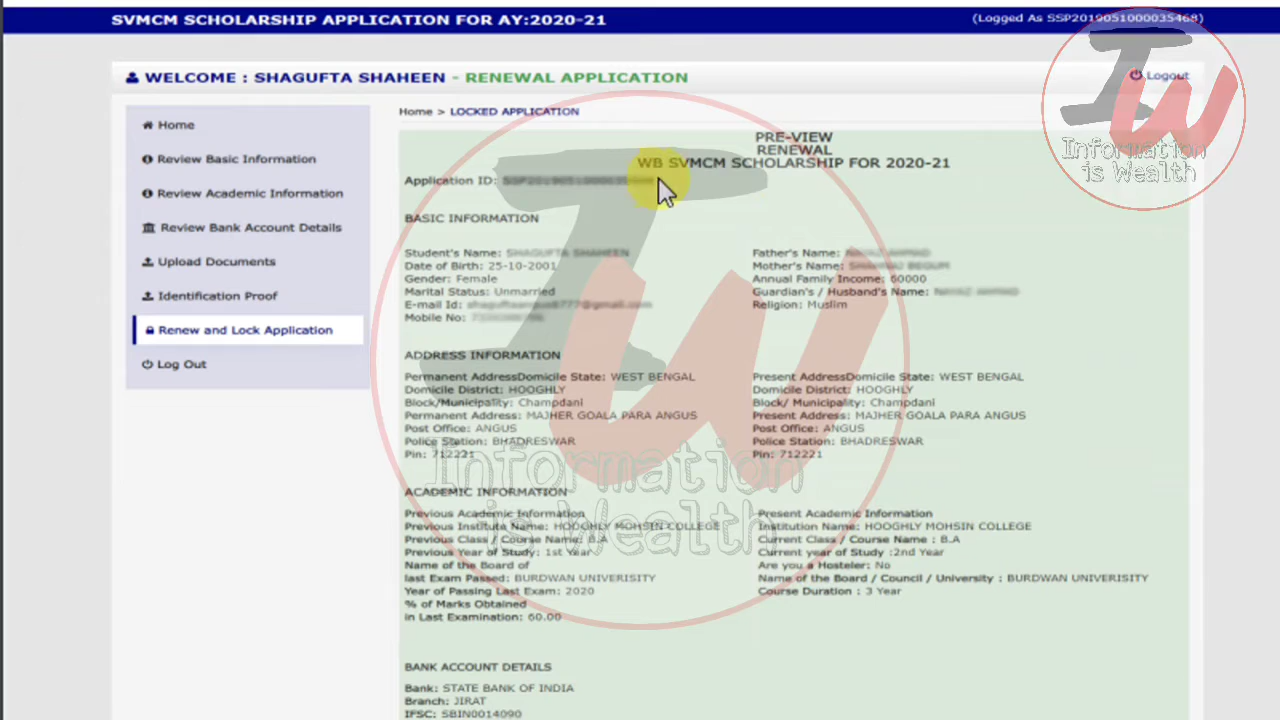 SVMCM SCHOLARSHIP APPLICATION FOR AY:2020-21
(Logged As SSP2019051000035468)
WELCOME : SHAGUFTA SHAHEEN - RENEWAL APPLICATION
Logout
Information
is Wealth
Home
Review Basic Information
Review Academic Information
Review Bank Account Details
Upload Documents
Identification Proof
Renew and Lock Application
Log Out
Home > LOCKED APPLICATION
PRE-VIEW
RENEWAL
WB SVMCM SCHOLARSHIP FOR 2020-21
Application ID:
BASIC INFORMATION
Student's Name:
Date of Birth: 25-10-2001
Gender: Female
Marital Status: Unmarried
E-mail Id:
Mobile No:
Father's Name:
Mother's Name:
Annual Family Income: 60000
Guardian's / Husband's Name:
Religion: Muslim
ADDRESS INFORMATION
Permanent AddressDomicile State: WEST BENGAL
Domicile District: HOOGHLY
Block/Municipality: Champdani
Permanent Address: MAJHER GOALA PARA ANGUS
Post Office: ANGUS
Police Station: BHADRESWAR
Pin: 712221
Present AddressDomicile State: WEST BENGAL
Domicile District: HOOGHLY
Block/ Municipality: Champdani
Present Address: MAJHER GOALA PARA ANGUS
Post Office: ANGUS
Police Station: BHADRESWAR
Pin: 712221
ACADEMIC INFORMATION
Previous Academic Information
Previous Institute Name: HOOGHLY MOHSIN COLLEGE
Previous Class / Course Name: B.A
Previous Year of Study: 1st Year
Name of the Board of
last Exam Passed: BURDWAN UNIVERISITY
Year of Passing Last Exam: 2020
% of Marks Obtained
in Last Examination: 60.00
Present Academic Information
Institution Name: HOOGHLY MOHSIN COLLEGE
Current Class / Course Name : B.A
Current year of Study :2nd Year
Are you a Hosteler: No
Name of the Board / Council / University : BURDWAN UNIVERISITY
Course Duration : 3 Year
Information
is Wealth
BANK ACCOUNT DETAILS
Bank: STATE BANK OF INDIA
Branch: JIRAT
IFSC: SBIN0014090